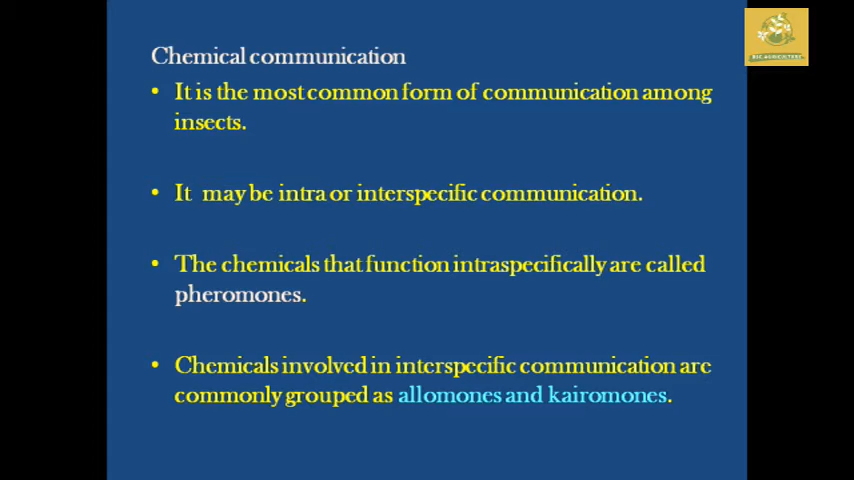 Chemical communication
• It is the most common form of communication among
insects.
• It may be intra or interspecific communication.
• The chemicals that function intraspecifically are called
pheromones.
• Chemicals involved in interspecific communication are
commonly grouped as allomones and kairomones.